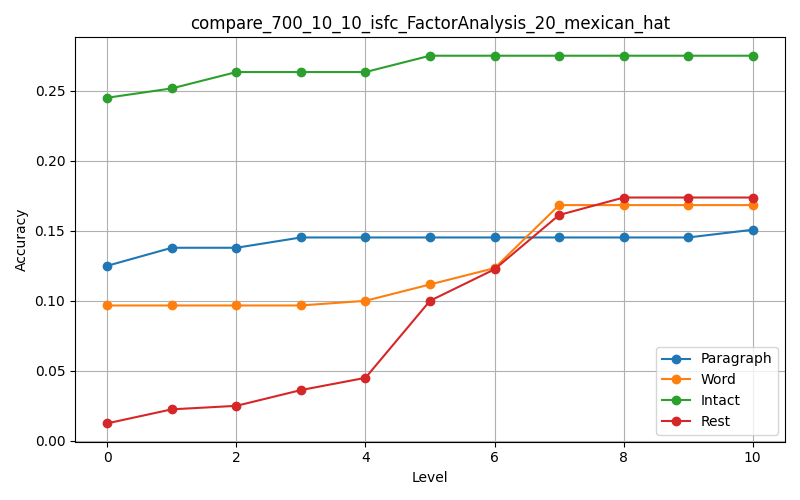 compare_700_10_10_isfc_FactorAnalysis_20_mexican_hat
Accuracy
0.25
0.20
0.15
0.10
0.05
0.00
0 2 4 6 8 10
Level
Paragraph
Word
Intact
Rest